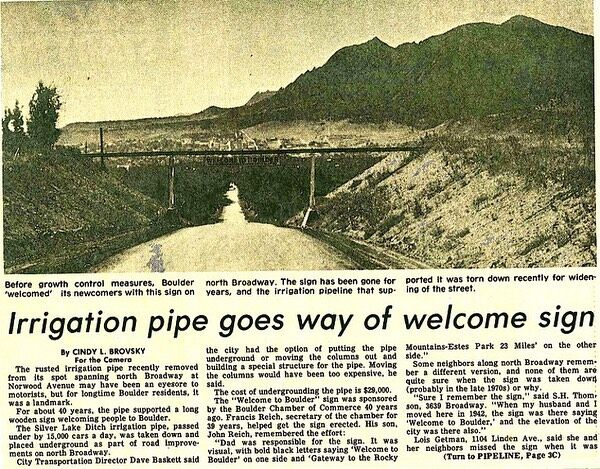 WELCOME TO BOULDER
Before growth control measures, Boulder
'welcomed' its newcomers with this sign on
north Broadway. The sign has been gone for
years, and the irrigation pipeline that sup-
ported it was torn down recently for widen-
ing of the street.
Irrigation pipe goes way of welcome sign
By CINDY L. BROVSKY
For the Camera
The rusted irrigation pipe recently removed
from its spot spanning north Broadway at
Norwood Avenue may have been an eyesore to
motorists, but for longtime Boulder residents, it
was a landmark.
For about 40 years, the pipe supported a long
wooden sign welcoming people to Boulder.
The Silver Lake Ditch irrigation pipe, passed
under by 15,000 cars a day, was taken down and
placed underground as part of road improve-
ments on north Broadway.
City Transportation Director Dave Baskett said
the city had the option of putting the pipe
underground or moving the columns out and
building a special structure for the pipe. Moving
the columns would have been too expensive, he
said.
The cost of undergrounding the pipe is $29,000.
The "Welcome to Boulder" sign was sponsored
by the Boulder Chamber of Commerce 40 years
ago. Francis Reich, secretary of the chamber for
39 years, helped get the sign erected. His son,
John Reich, remembered the effort:
"Dad was responsible for the sign. It was
visual, with bold black letters saying 'Welcome to
Boulder' on one side and 'Gateway to the Rocky
Mountains-Estes Park 23 Miles' on the other
side."
Some neighbors along north Broadway remem-
ber a different version, and none of them are
quite sure when the sign was taken down
(probably in the late 1970s) or why.
"Sure I remember the sign," said S.H. Thom-
son, 3639 Broadway. "When my husband and I
moved here in 1942, the sign was there saying
'Welcome to Boulder,' and the elevation of the
city was there also."
Lois Getman, 1104 Linden Ave., said she and
her neighbors missed the sign when it was
(Turn to PIPELINE, Page 3C)